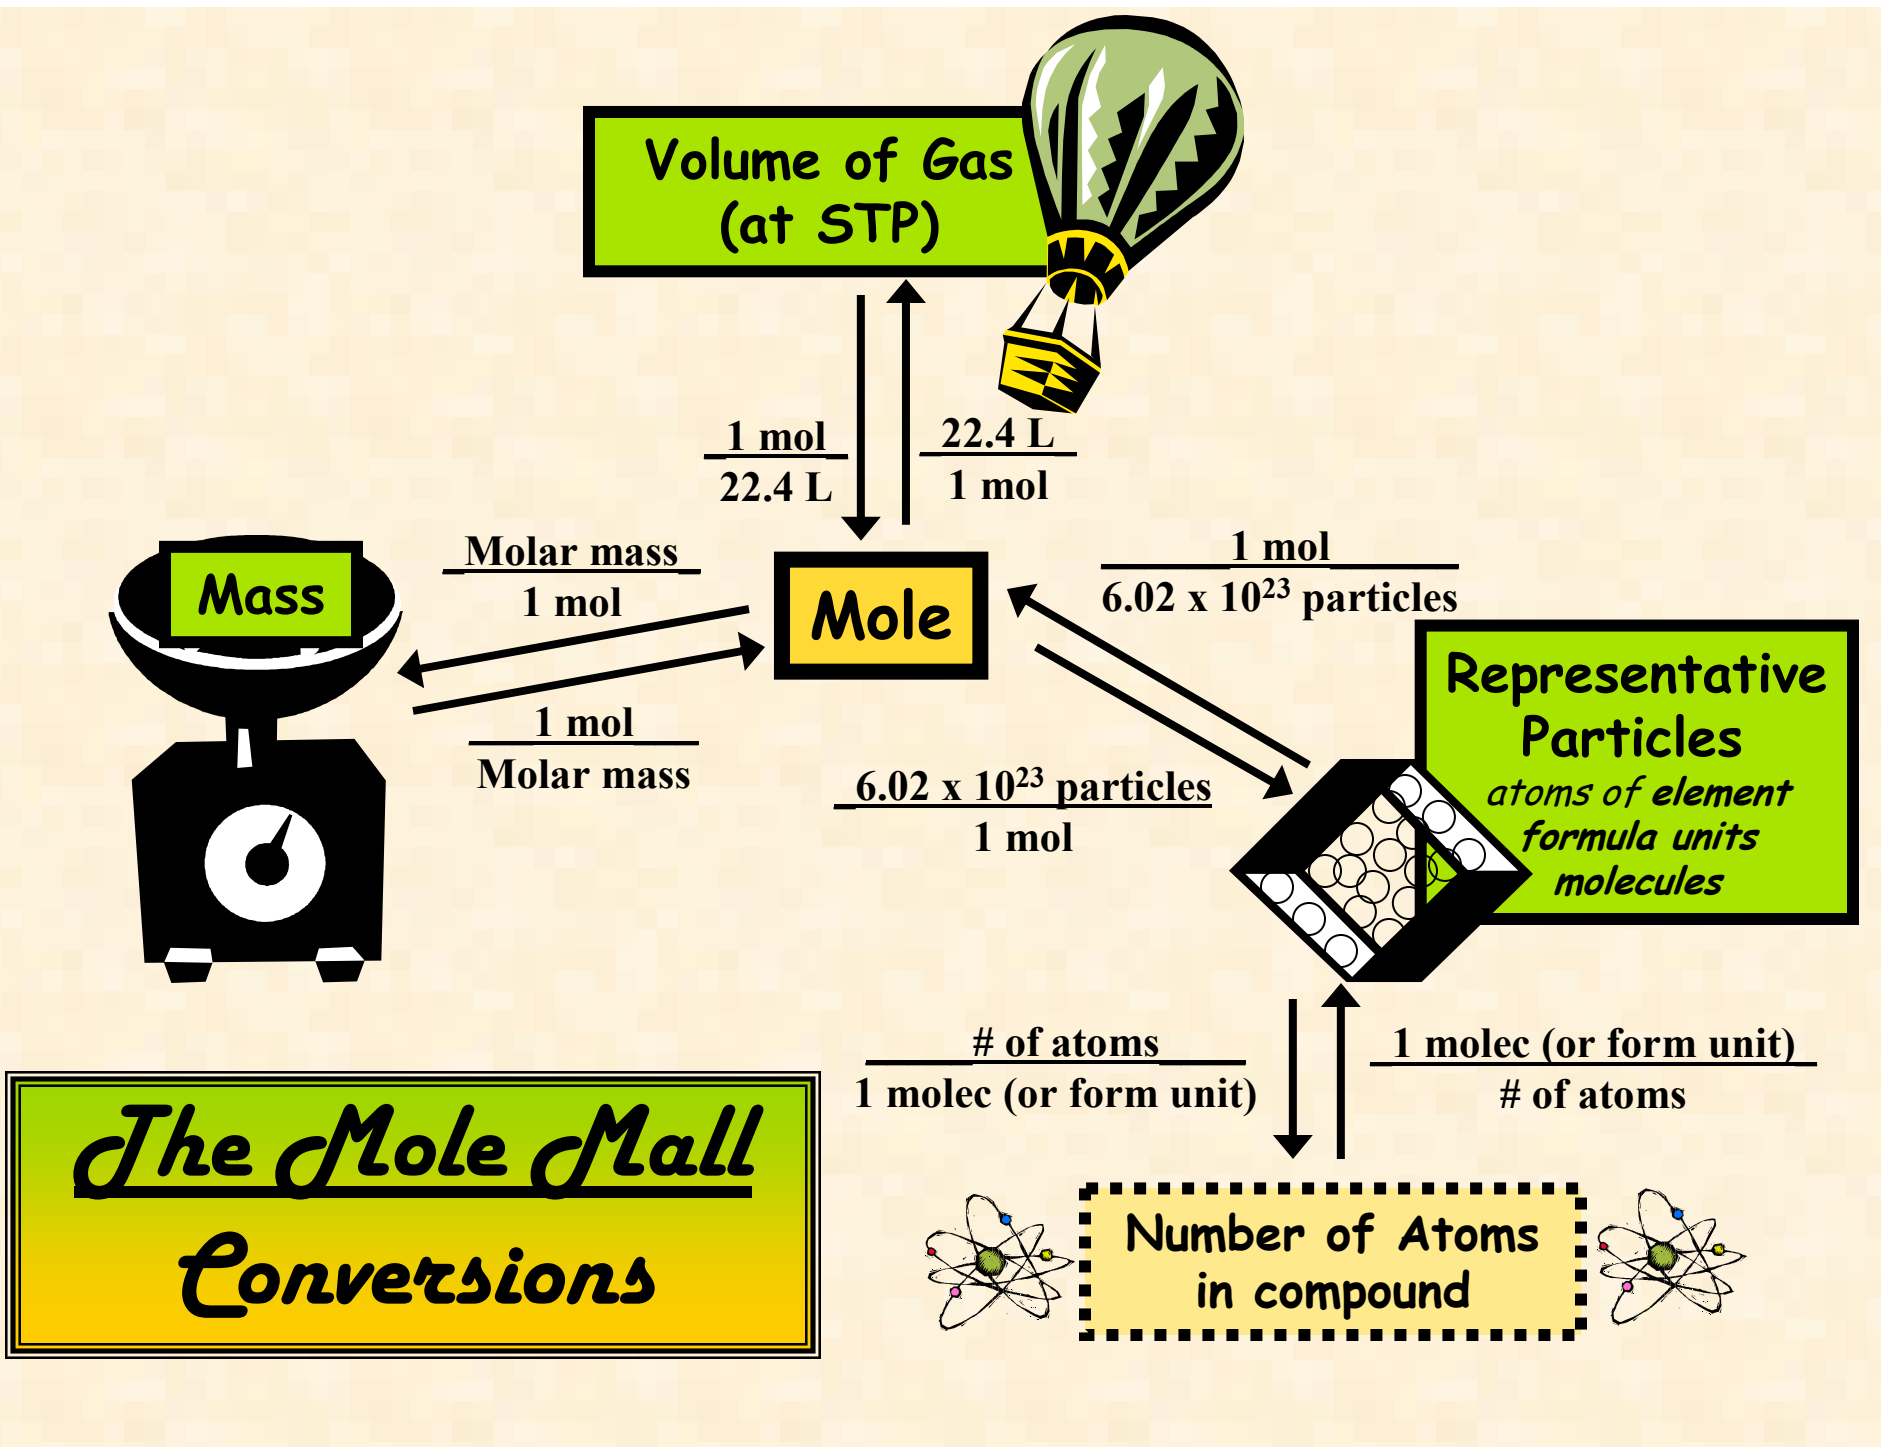 Volume of Gas
(at STP)
1 mol
22.4 L
22.4 L
1 mol
Mass
Molar mass
1 mol
Mole
1 mol
6.02 x 10²³ particles
1 mol
Molar mass
6.02 x 10²³ particles
1 mol
Representative
Particles
atoms of element
formula units
molecules
# of atoms
1 molec (or form unit)
1 molec (or form unit)
# of atoms
The Mole Mall
Conversions
Number of Atoms
in compound